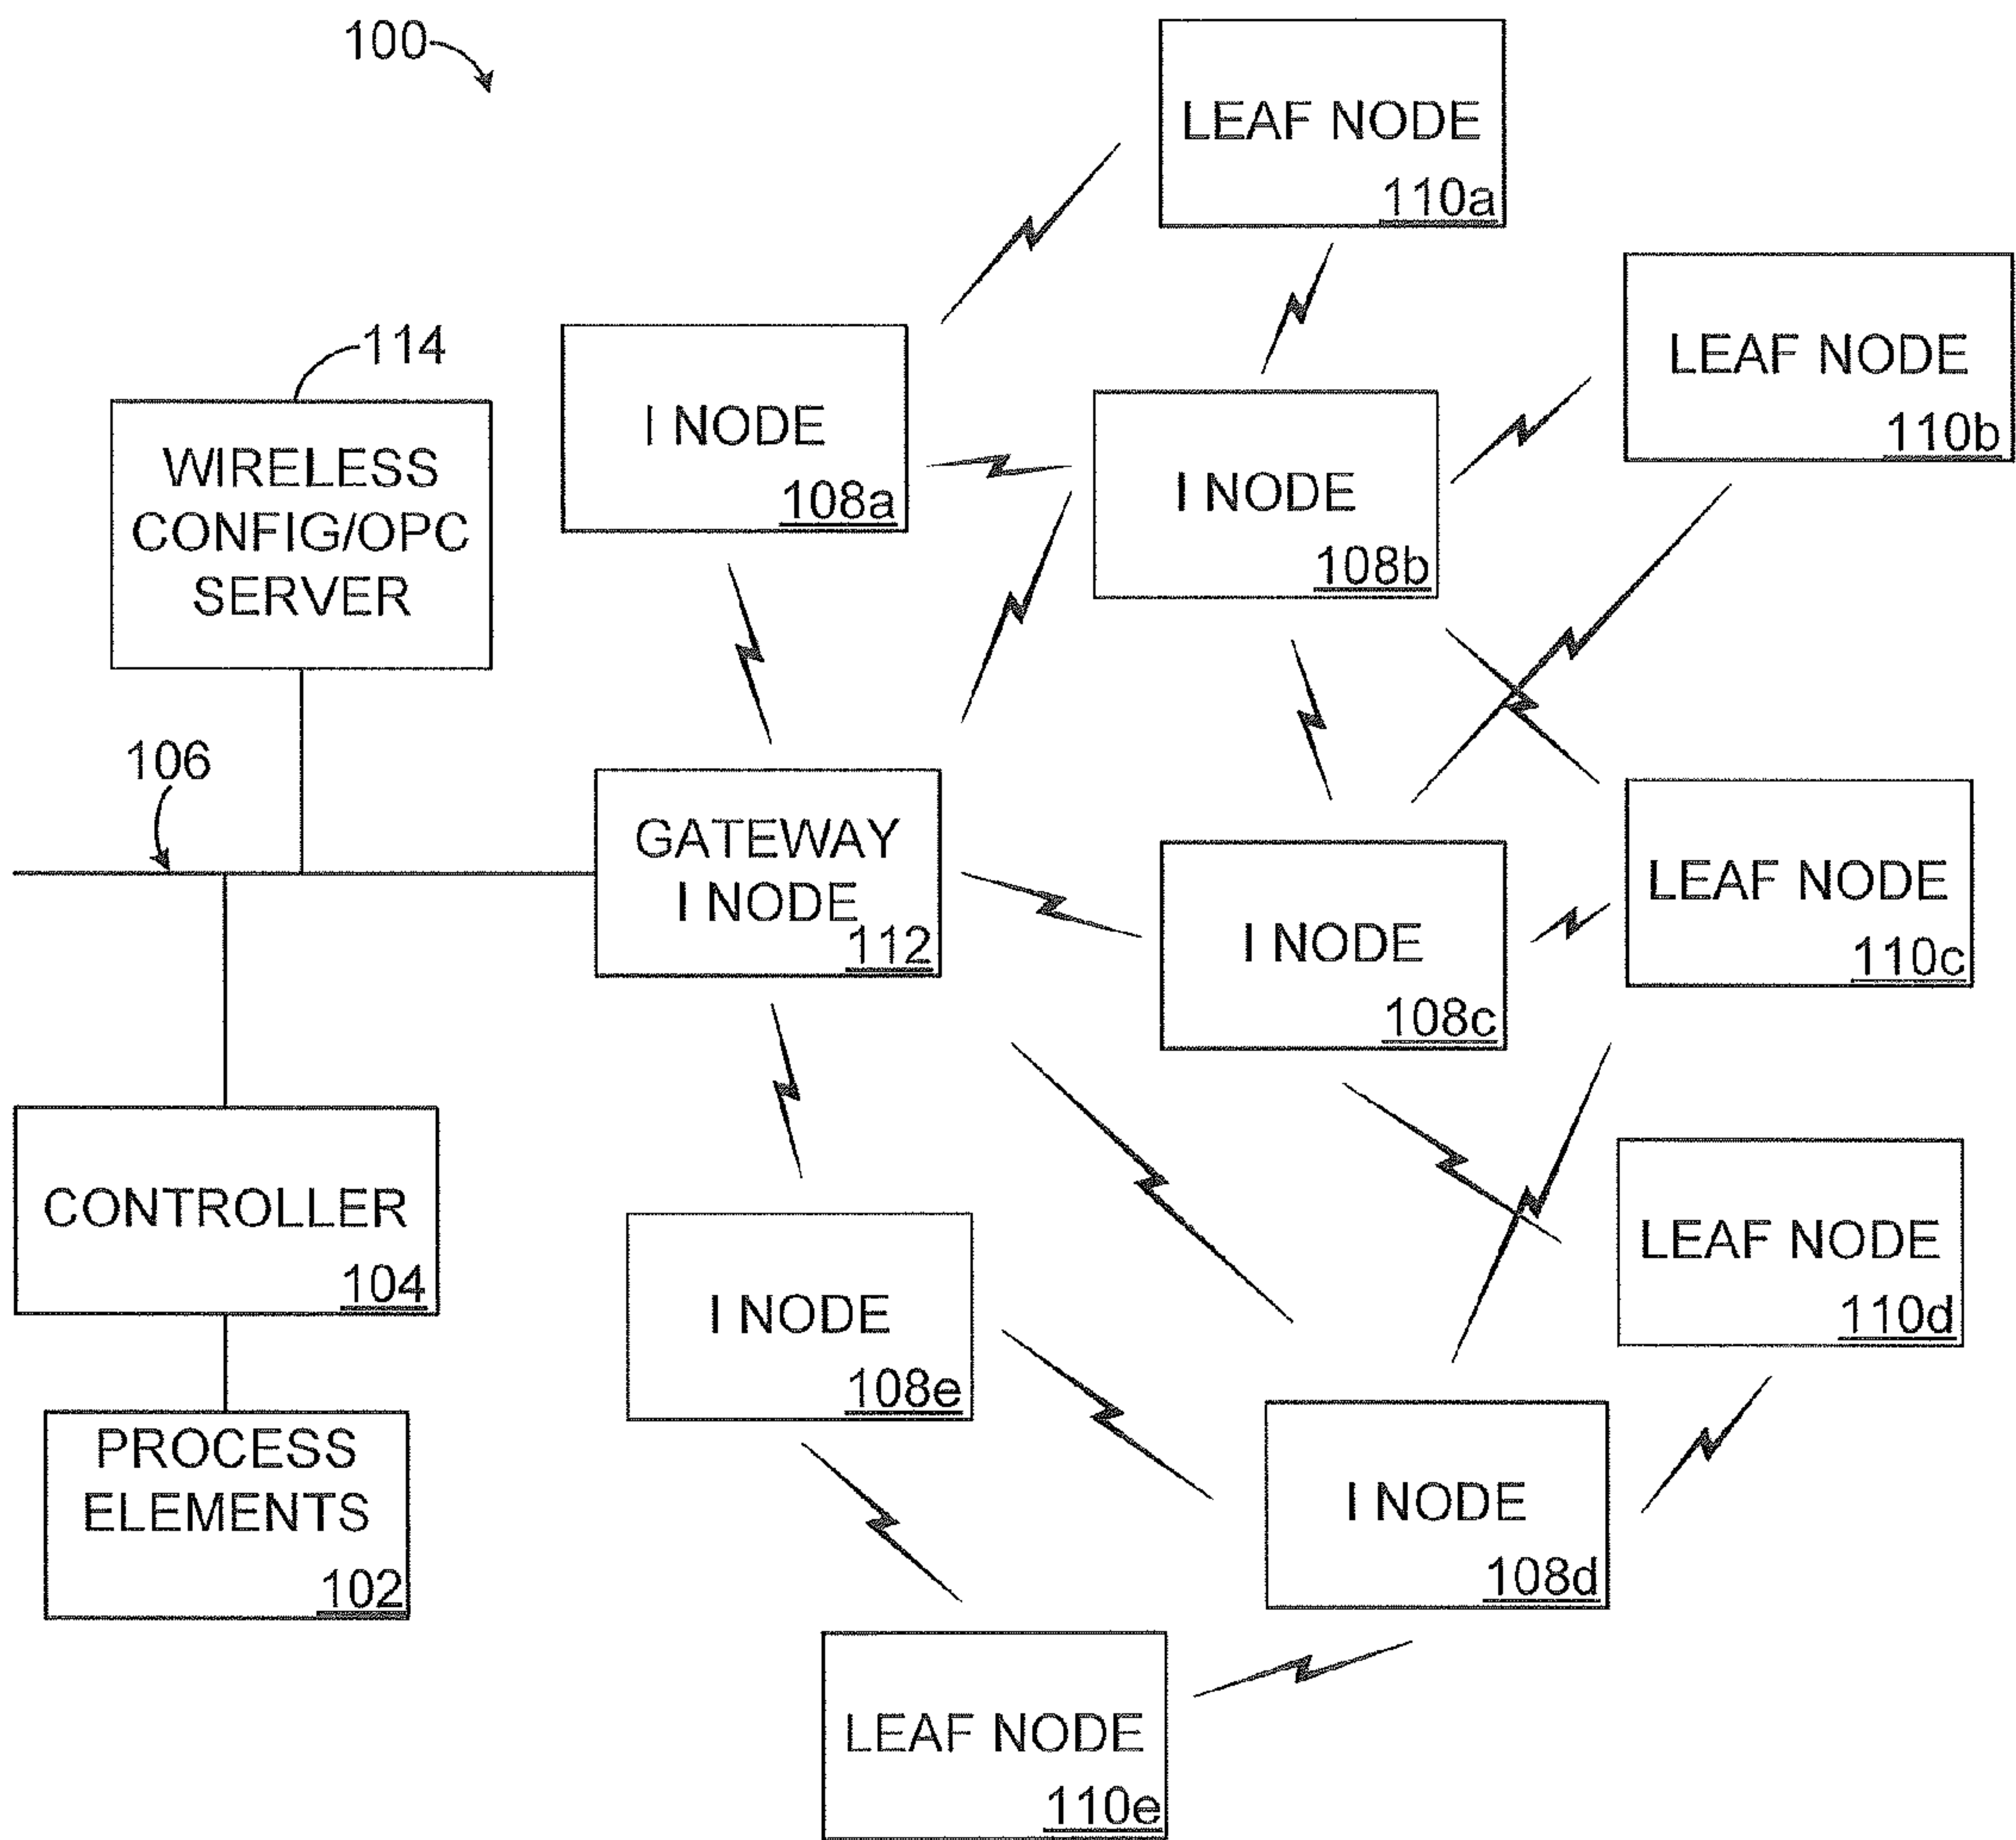 100
LEAF NODE
110a
LEAF NODE
110b
114
I NODE
108a
WIRELESS
CONFIG/OPC
SERVER
I NODE
108b
106
GATEWAY
I NODE
112
LEAF NODE
110c
I NODE
108c
CONTROLLER
104
LEAF NODE
110d
I NODE
108e
PROCESS
ELEMENTS
102
I NODE
108d
LEAF NODE
110e